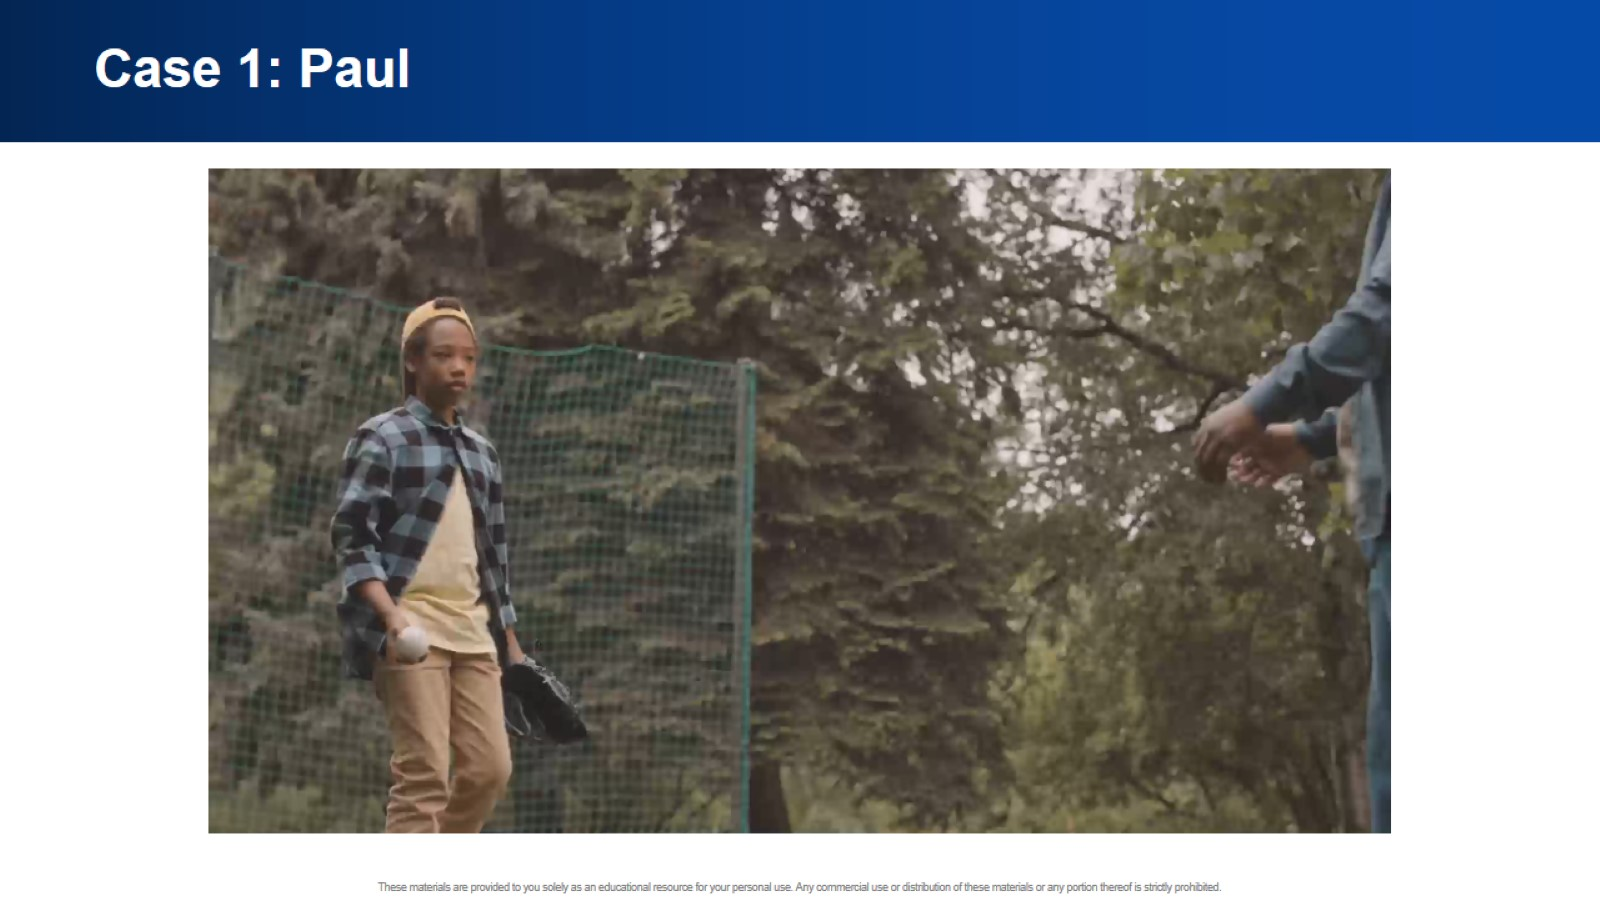 Case 1: Paul
These materials are provided to you solely as an educational resource for your personal use. Any commercial use or distribution of these materials or any portion thereof is strictly prohibited.